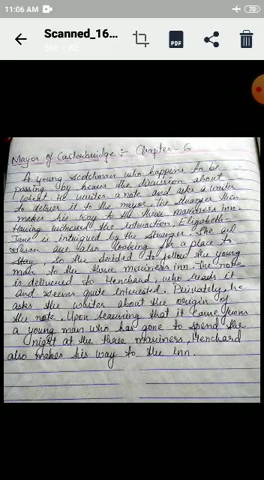 11:06 AM
70
Scanned_16...
PDF
Mayor of Casterbridge :- Chapter 6
A young Scotchman who happens to be
passing by hears the discussion about
wheat. He writes a note and asks a waiter
to deliver it to the mayor. The stranger then
makes his way to the three mariness inn.
Having witnessed the interaction, Elizabeth-
Jane is intrigued by the stranger. She and
Susan are also looking for a place to
stay, so the decided to follow the young
man to the three mariness inn. The note
is delivered to Henchard, who reads it
and seems quite interested. Privately, he
asks the waiter about the origin of
the note. Upon learning that it came from
a young man who has gone to spend the
night at the three mariness, Henchard
also makes his way to the inn.